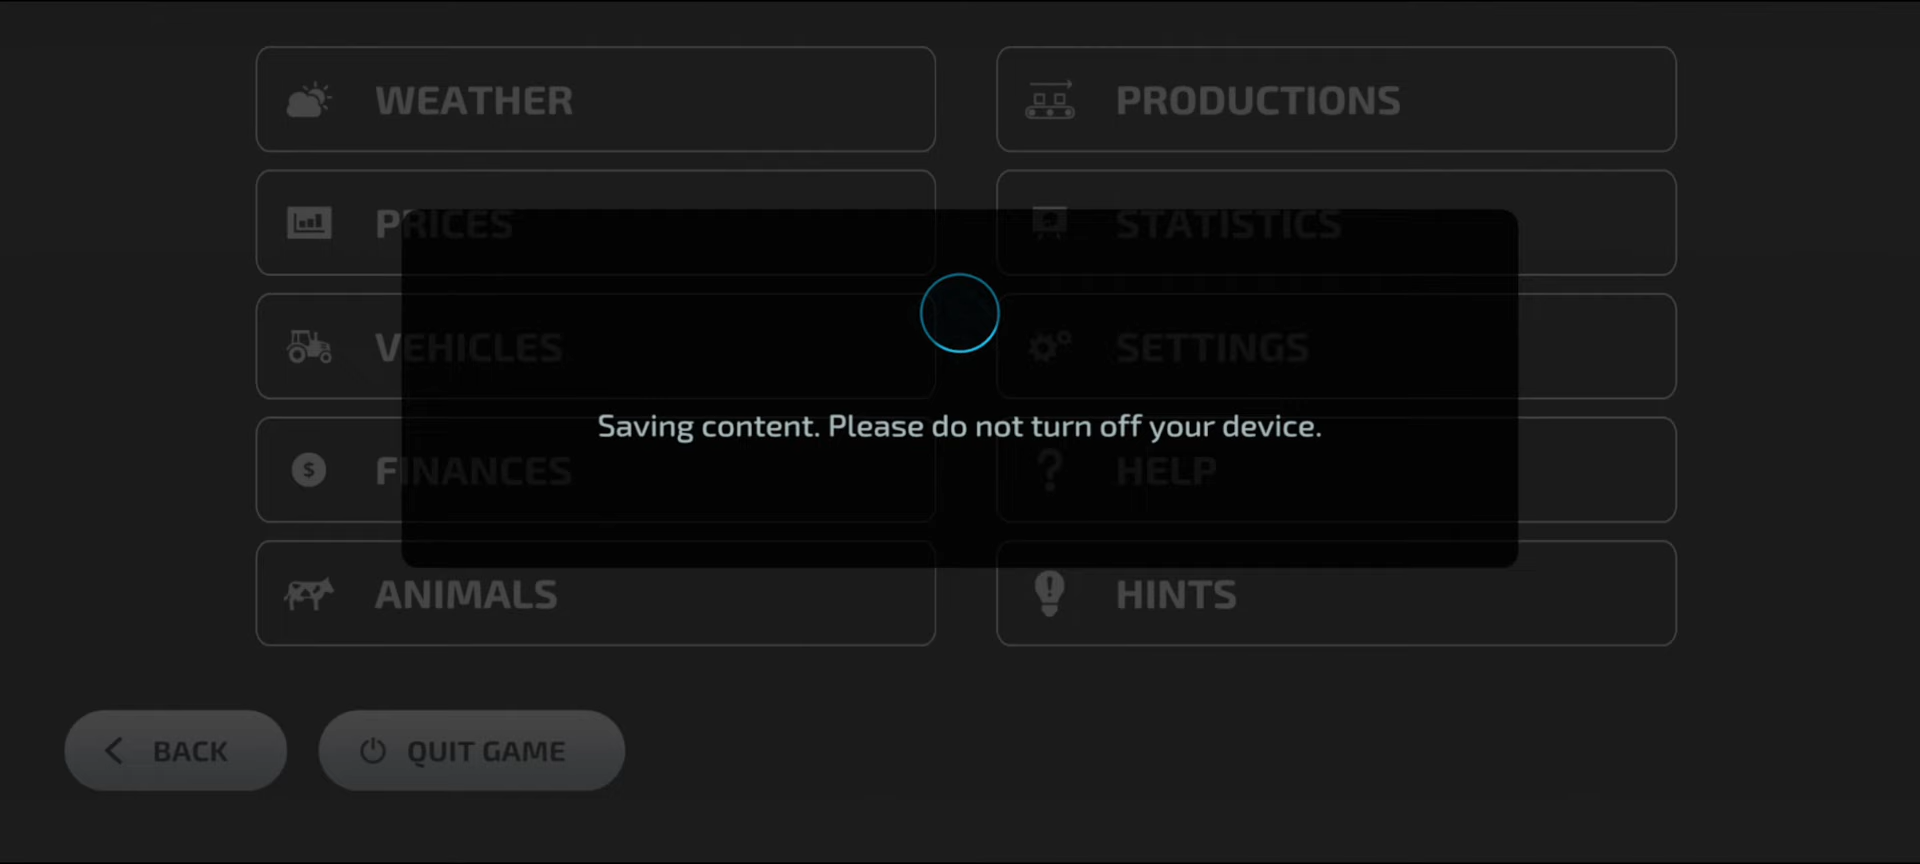 WEATHER
PRODUCTIONS
PRICES
STATISTICS
VEHICLES
SETTINGS
Saving content. Please do not turn off your device.
FINANCES
HELP
ANIMALS
HINTS
BACK
QUIT GAME